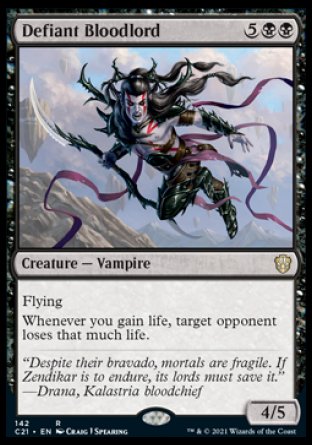 Defiant Bloodlord 5
Creature — Vampire
Flying
Whenever you gain life, target opponent
loses that much life.
“Despite their bravado, mortals are fragile. If
Zendikar is to endure, its lords must save it.”
—Drana, Kalastria bloodchief
4/5
142 R
C21 • EN CRAIG J SPEARING ™ & © 2021 Wizards of the Coast